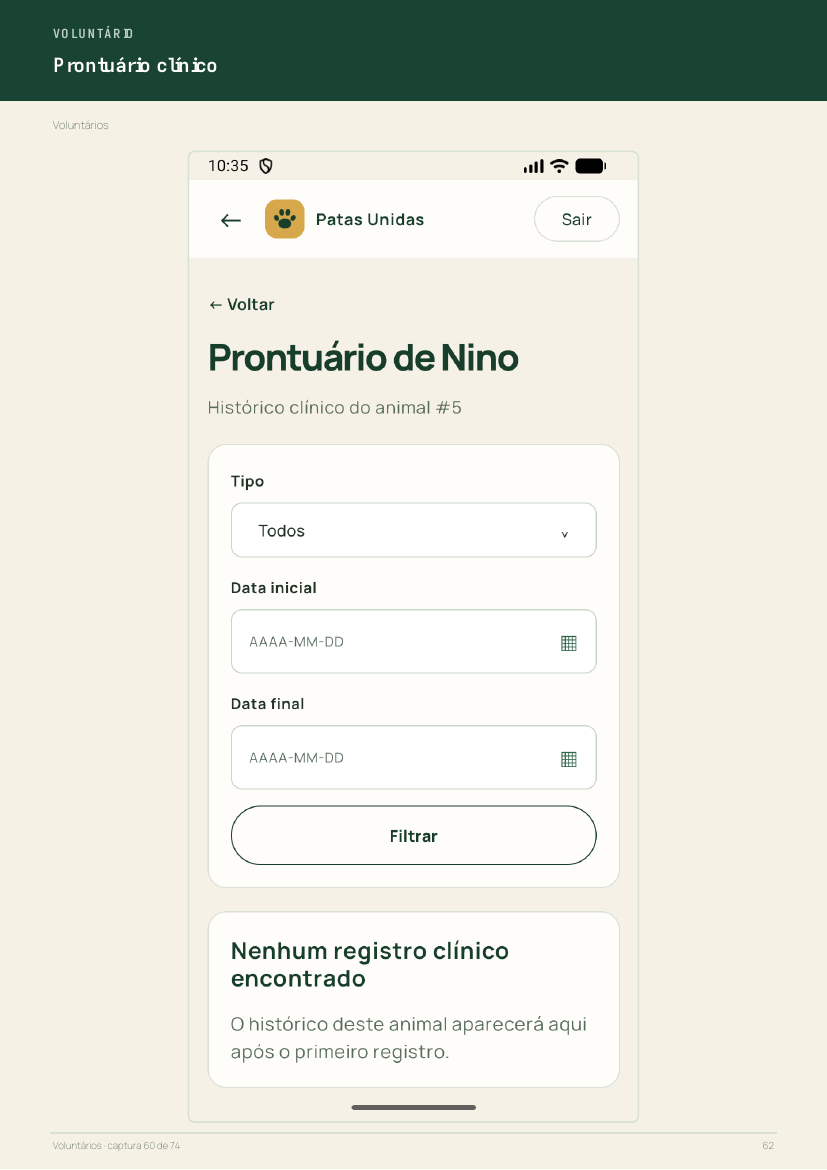 VOLUNTÁRIO
Prontuário clínico
Voluntários
10:35
← Patas Unidas Sair
← Voltar
Prontuário de Nino
Histórico clínico do animal #5
Tipo
Todos
Data inicial
AAAA-MM-DD
Data final
AAAA-MM-DD
Filtrar
Nenhum registro clínico
encontrado
O histórico deste animal aparecerá aqui
após o primeiro registro.
Voluntários · captura 60 de 74 62